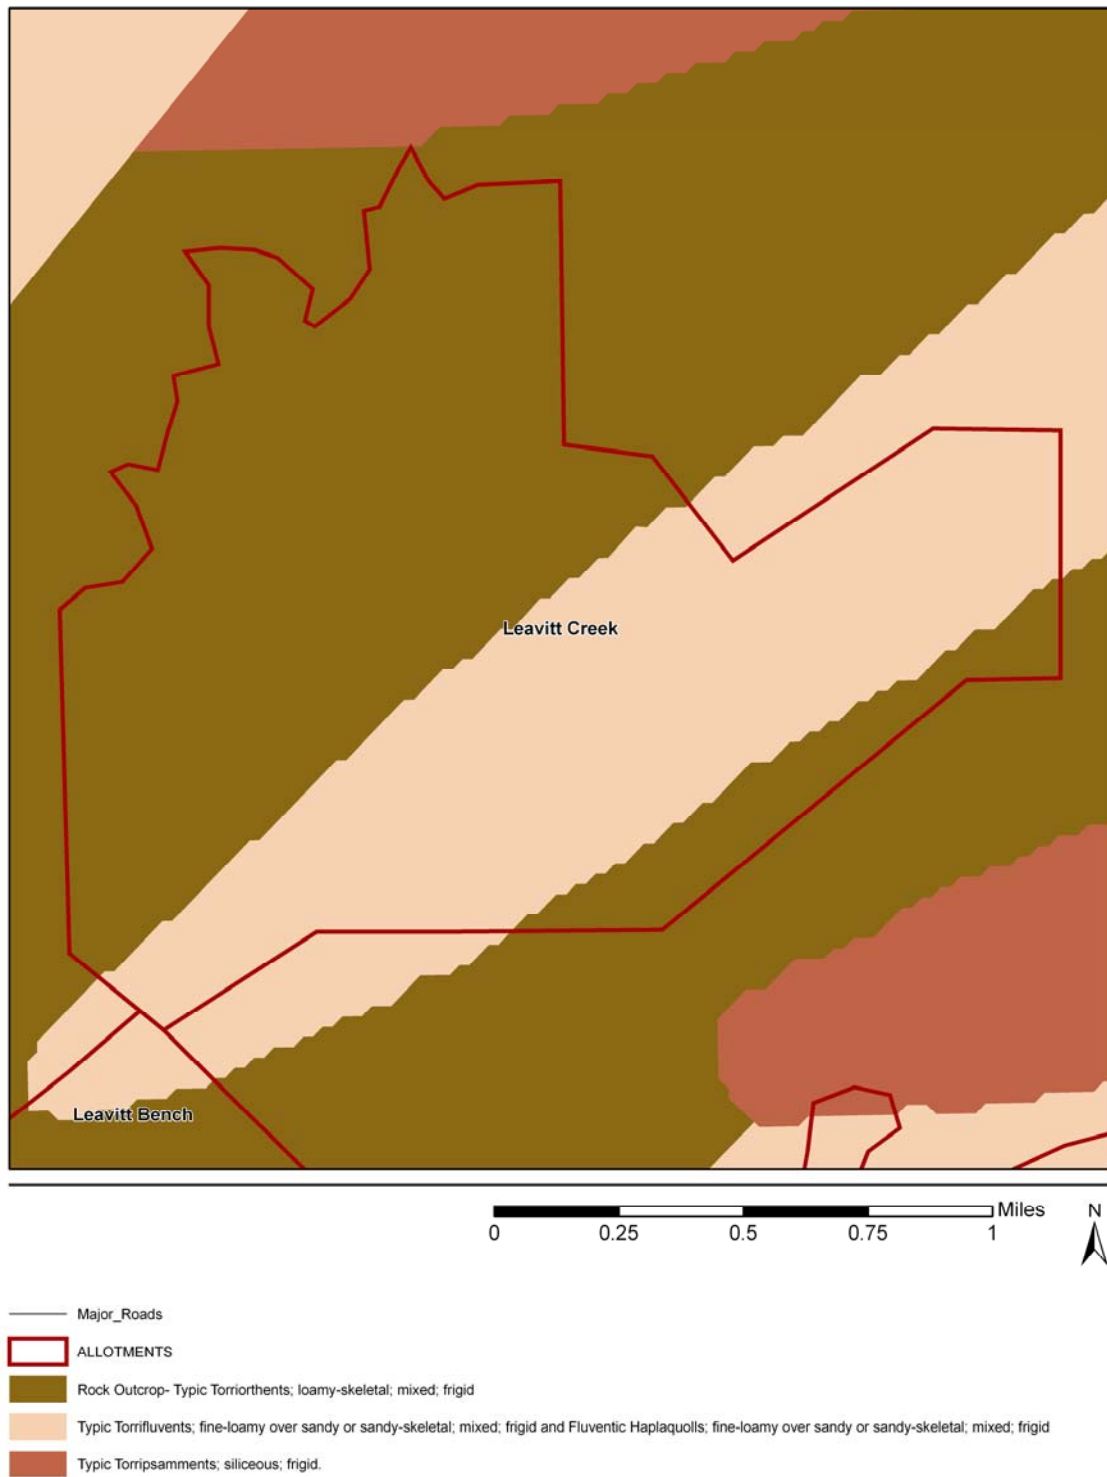 Leavitt Creek
Leavitt Bench
Miles
N
0 0.25 0.5 0.75 1
Major_Roads
ALLOTMENTS
Rock Outcrop- Typic Torriorthents; loamy-skeletal; mixed; frigid
Typic Torrifluvents; fine-loamy over sandy or sandy-skeletal; mixed; frigid and Fluventic Haplaquolls; fine-loamy over sandy or sandy-skeletal; mixed; frigid
Typic Torripsamments; siliceous; frigid.